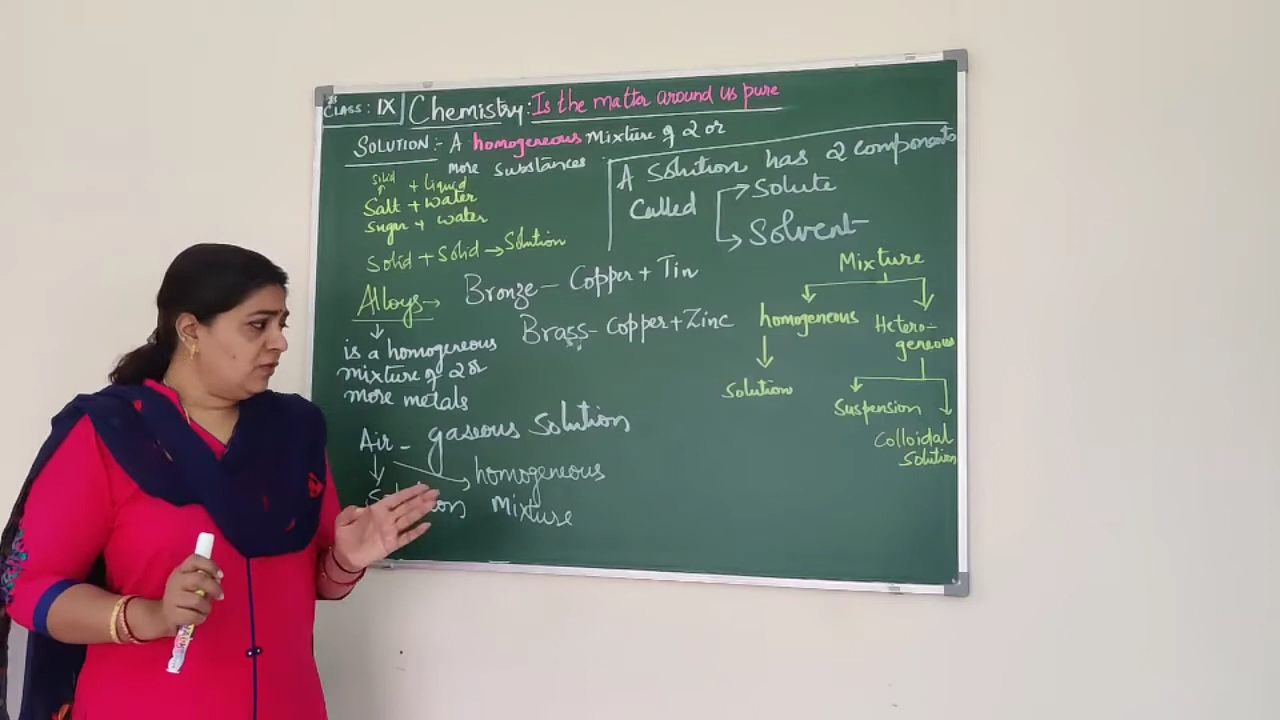 CLASS: IX Chemistry: Is the matter around us pure
SOLUTION:- A homogeneous Mixture of 2 or
more substances
solid + liquid
Salt + water
sugar + water
Solid + Solid → Solution
Alloys → Bronze - Copper + Tin
Brass - Copper + Zinc
↓
is a homogeneous
mixture of 2 or
more metals
Air - gaseous solution
homogeneous
Mixture
A solution has 2 components
Called
Solute
Solvent
Mixture
homogeneous
Solution
Hetero-
geneous
Suspension
Colloidal
Solution